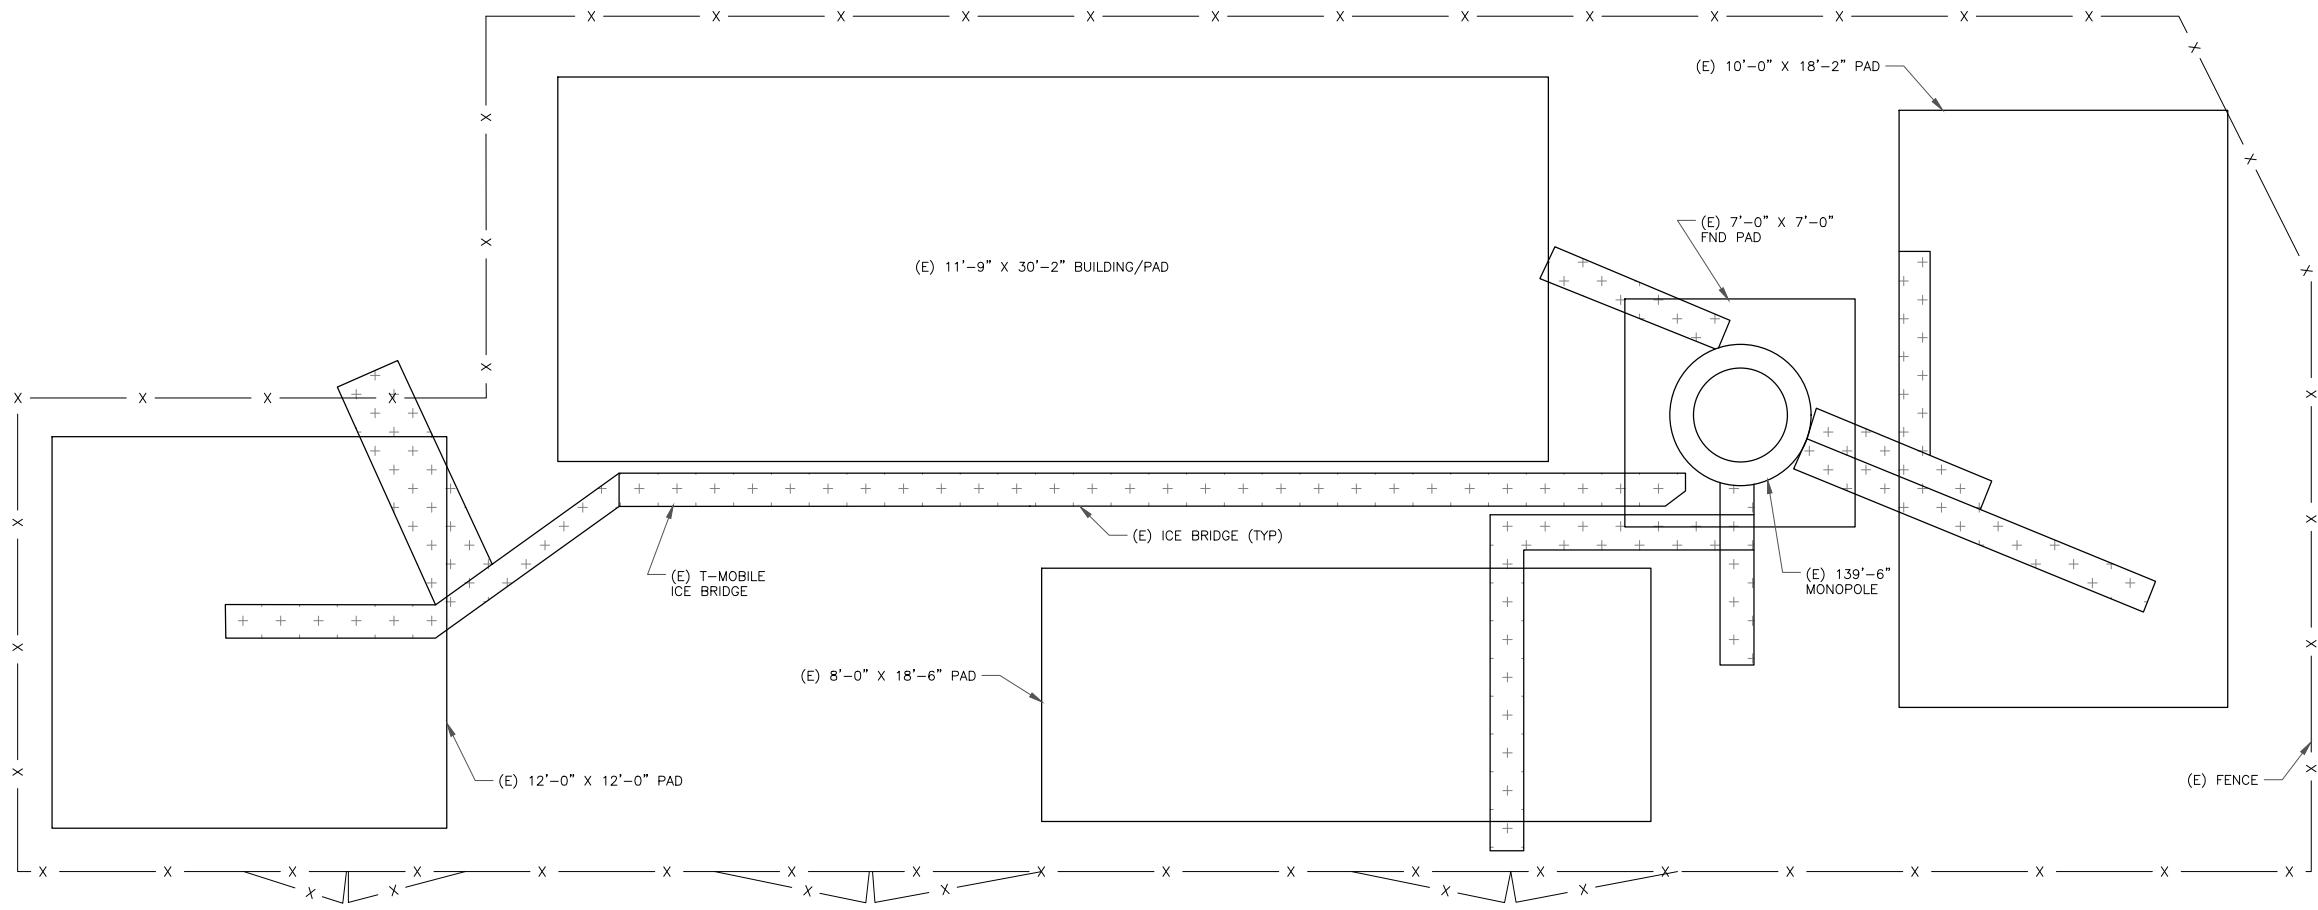 (E) 10'-0" X 18'-2" PAD
(E) 7'-0" X 7'-0"
FND PAD
(E) 11'-9" X 30'-2" BUILDING/PAD
(E) ICE BRIDGE (TYP)
(E) T-MOBILE
ICE BRIDGE
(E) 139'-6"
MONOPOLE
(E) 8'-0" X 18'-6" PAD
(E) 12'-0" X 12'-0" PAD
(E) FENCE